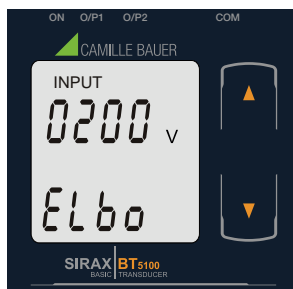 ON O/P1 O/P2 COM
CAMILLE BAUER
INPUT
0200 V
ELbo
SIRAX BT5100
BASIC TRANSDUCER